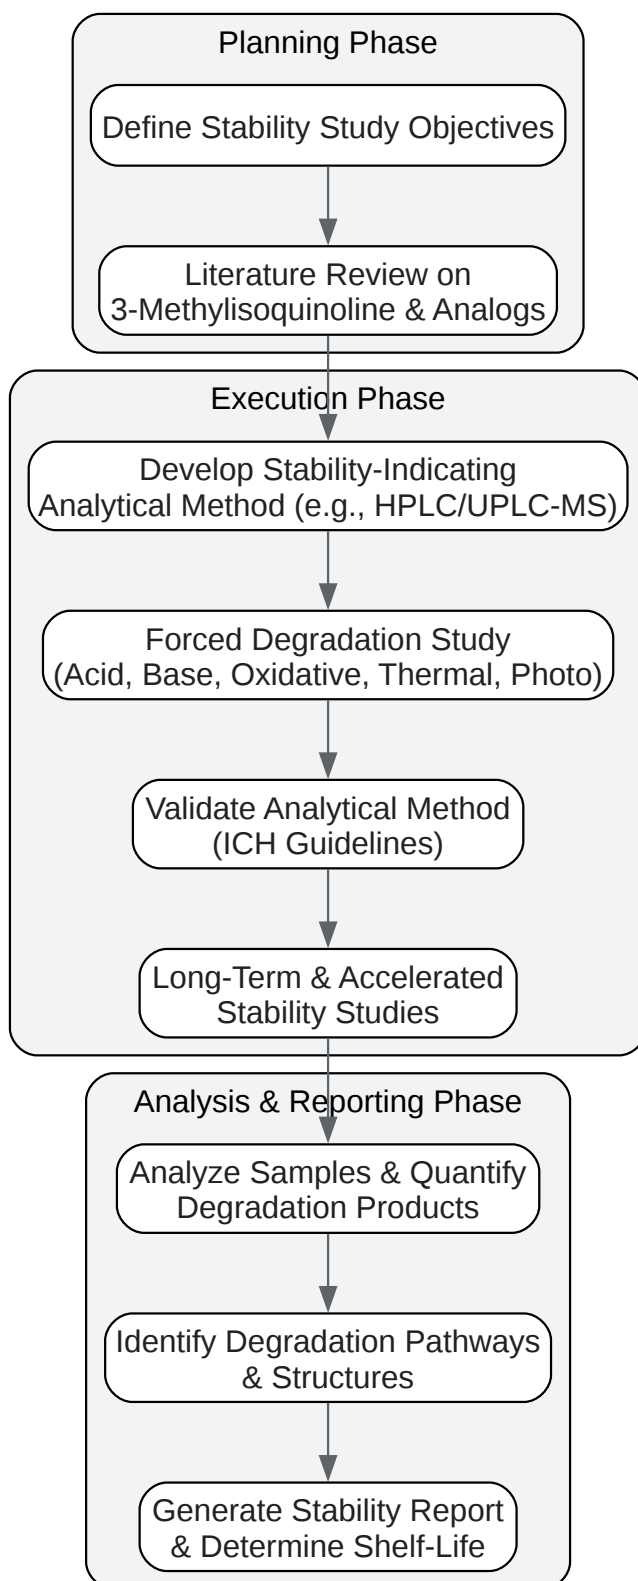 Planning Phase
Define Stability Study Objectives
Literature Review on
3-Methylisoquinoline & Analogs
Execution Phase
Develop Stability-Indicating
Analytical Method (e.g., HPLC/UPLC-MS)
Forced Degradation Study
(Acid, Base, Oxidative, Thermal, Photo)
Validate Analytical Method
(ICH Guidelines)
Long-Term & Accelerated
Stability Studies
Analysis & Reporting Phase
Analyze Samples & Quantify
Degradation Products
Identify Degradation Pathways
& Structures
Generate Stability Report
& Determine Shelf-Life